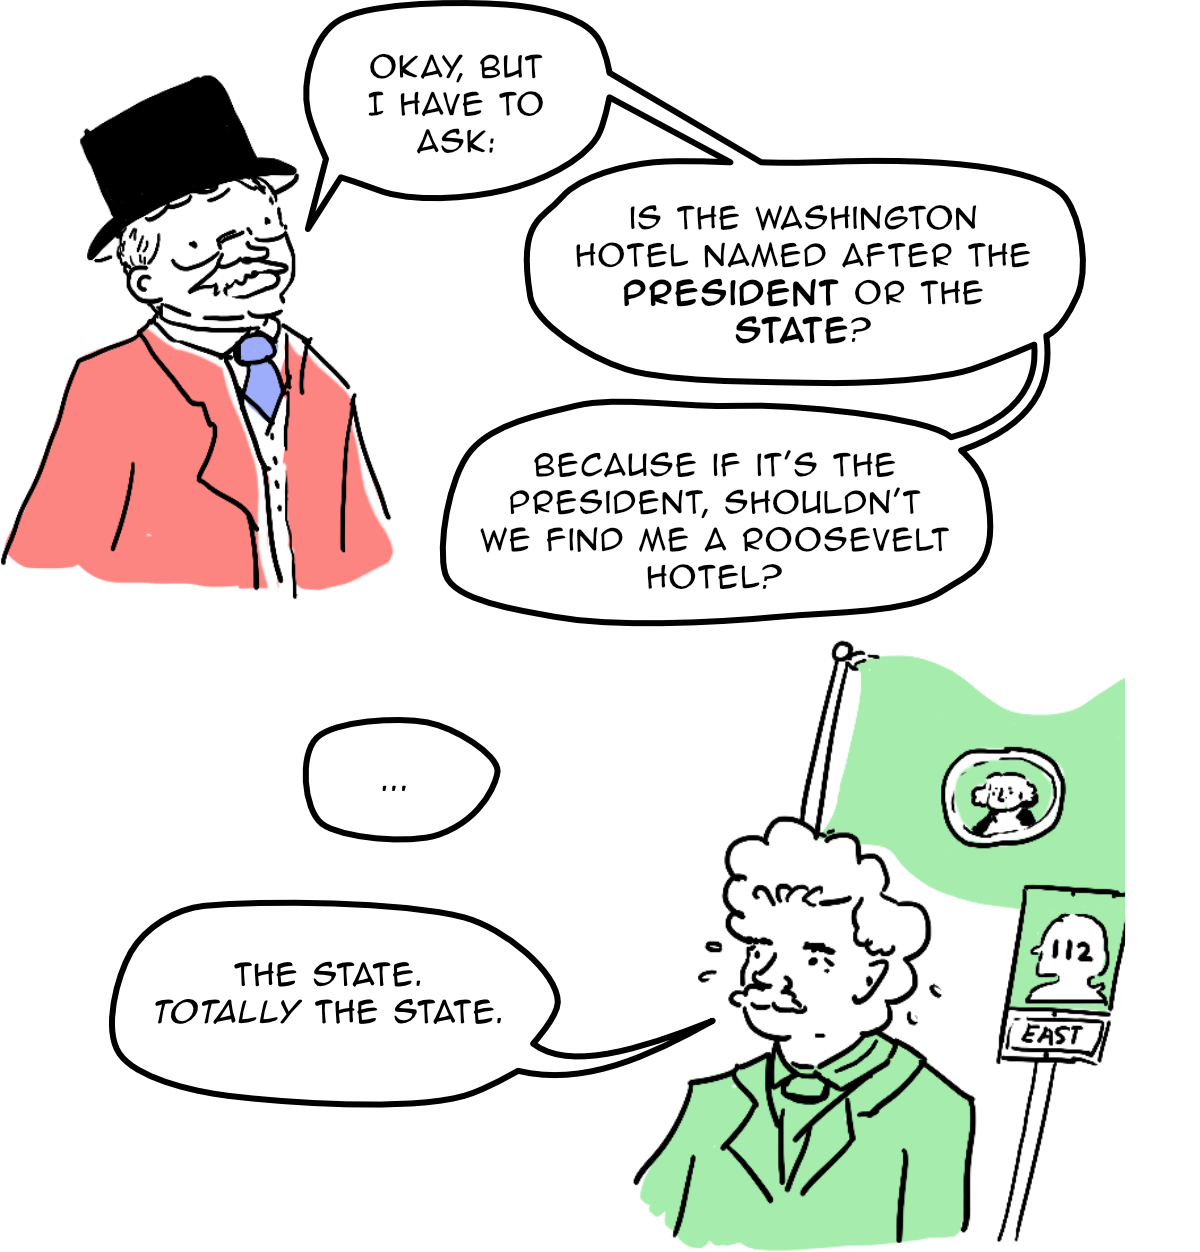 OKAY, BUT
I HAVE TO
ASK:
IS THE WASHINGTON
HOTEL NAMED AFTER THE
PRESIDENT OR THE
STATE?
BECAUSE IF IT'S THE
PRESIDENT, SHOULDN'T
WE FIND ME A ROOSEVELT
HOTEL?
...
THE STATE.
TOTALLY THE STATE.
112
EAST